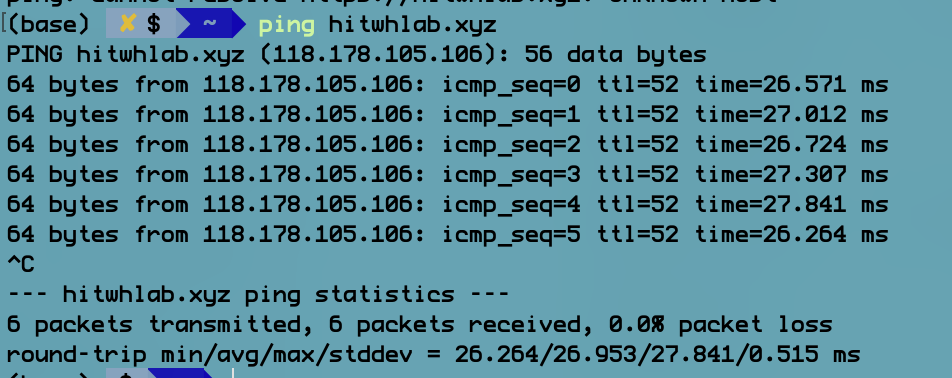 (base) ✘ $ ~ ping hitwhlab.xyz
PING hitwhlab.xyz (118.178.105.106): 56 data bytes
64 bytes from 118.178.105.106: icmp_seq=0 ttl=52 time=26.571 ms
64 bytes from 118.178.105.106: icmp_seq=1 ttl=52 time=27.012 ms
64 bytes from 118.178.105.106: icmp_seq=2 ttl=52 time=26.724 ms
64 bytes from 118.178.105.106: icmp_seq=3 ttl=52 time=27.307 ms
64 bytes from 118.178.105.106: icmp_seq=4 ttl=52 time=27.841 ms
64 bytes from 118.178.105.106: icmp_seq=5 ttl=52 time=26.264 ms
^C
--- hitwhlab.xyz ping statistics ---
6 packets transmitted, 6 packets received, 0.0% packet loss
round-trip min/avg/max/stddev = 26.264/26.953/27.841/0.515 ms